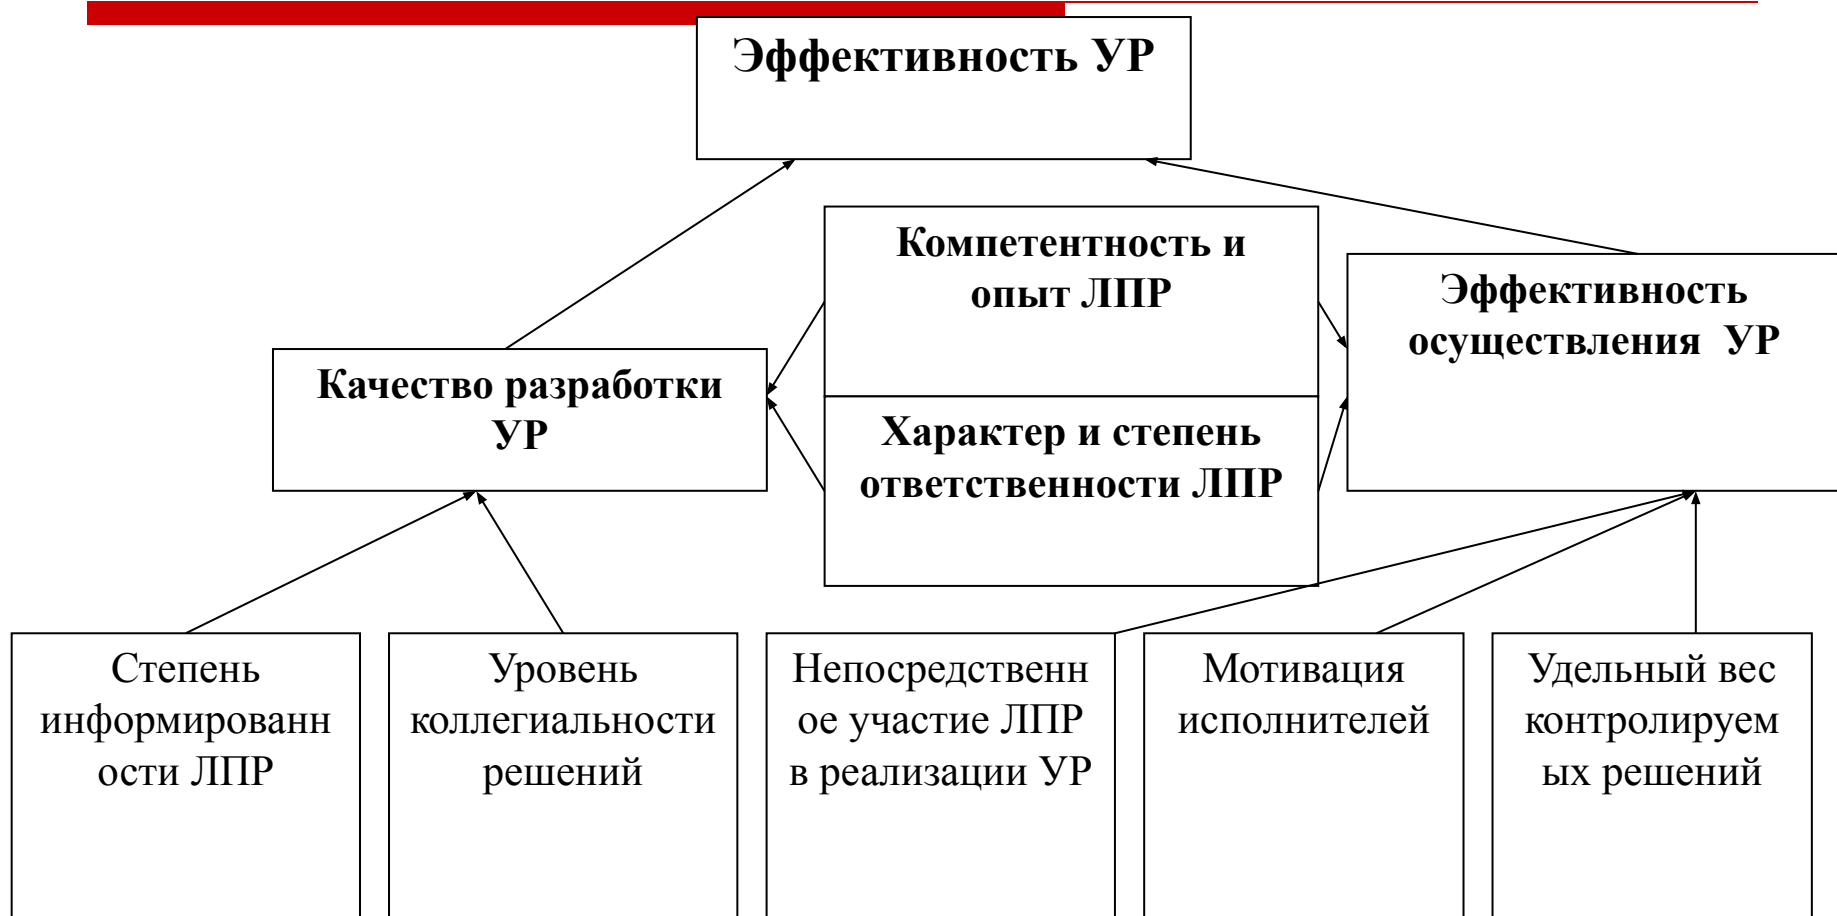 Эффективность УР
Компетентность и
опыт ЛПР
Эффективность
осуществления УР
Качество разработки
УР
Характер и степень
ответственности ЛПР
Степень
информированн
ости ЛПР
Уровень
коллегиальности
решений
Непосредственн
ое участие ЛПР
в реализации УР
Мотивация
исполнителей
Удельный вес
контролируем
ых решений